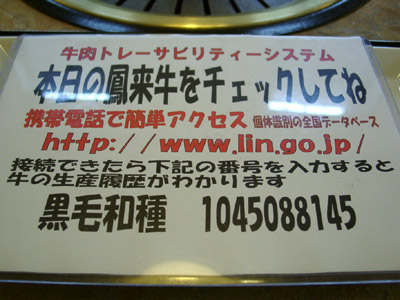 牛肉トレーサビリティーシステム
本日の鳳来牛をチェックしてね
携帯電話で簡単アクセス 個体識別の全国データベース
http://www.lin.go.jp/
接続できたら下記の番号を入力すると
牛の生産履歴がわかります
黒毛和種 1045088145